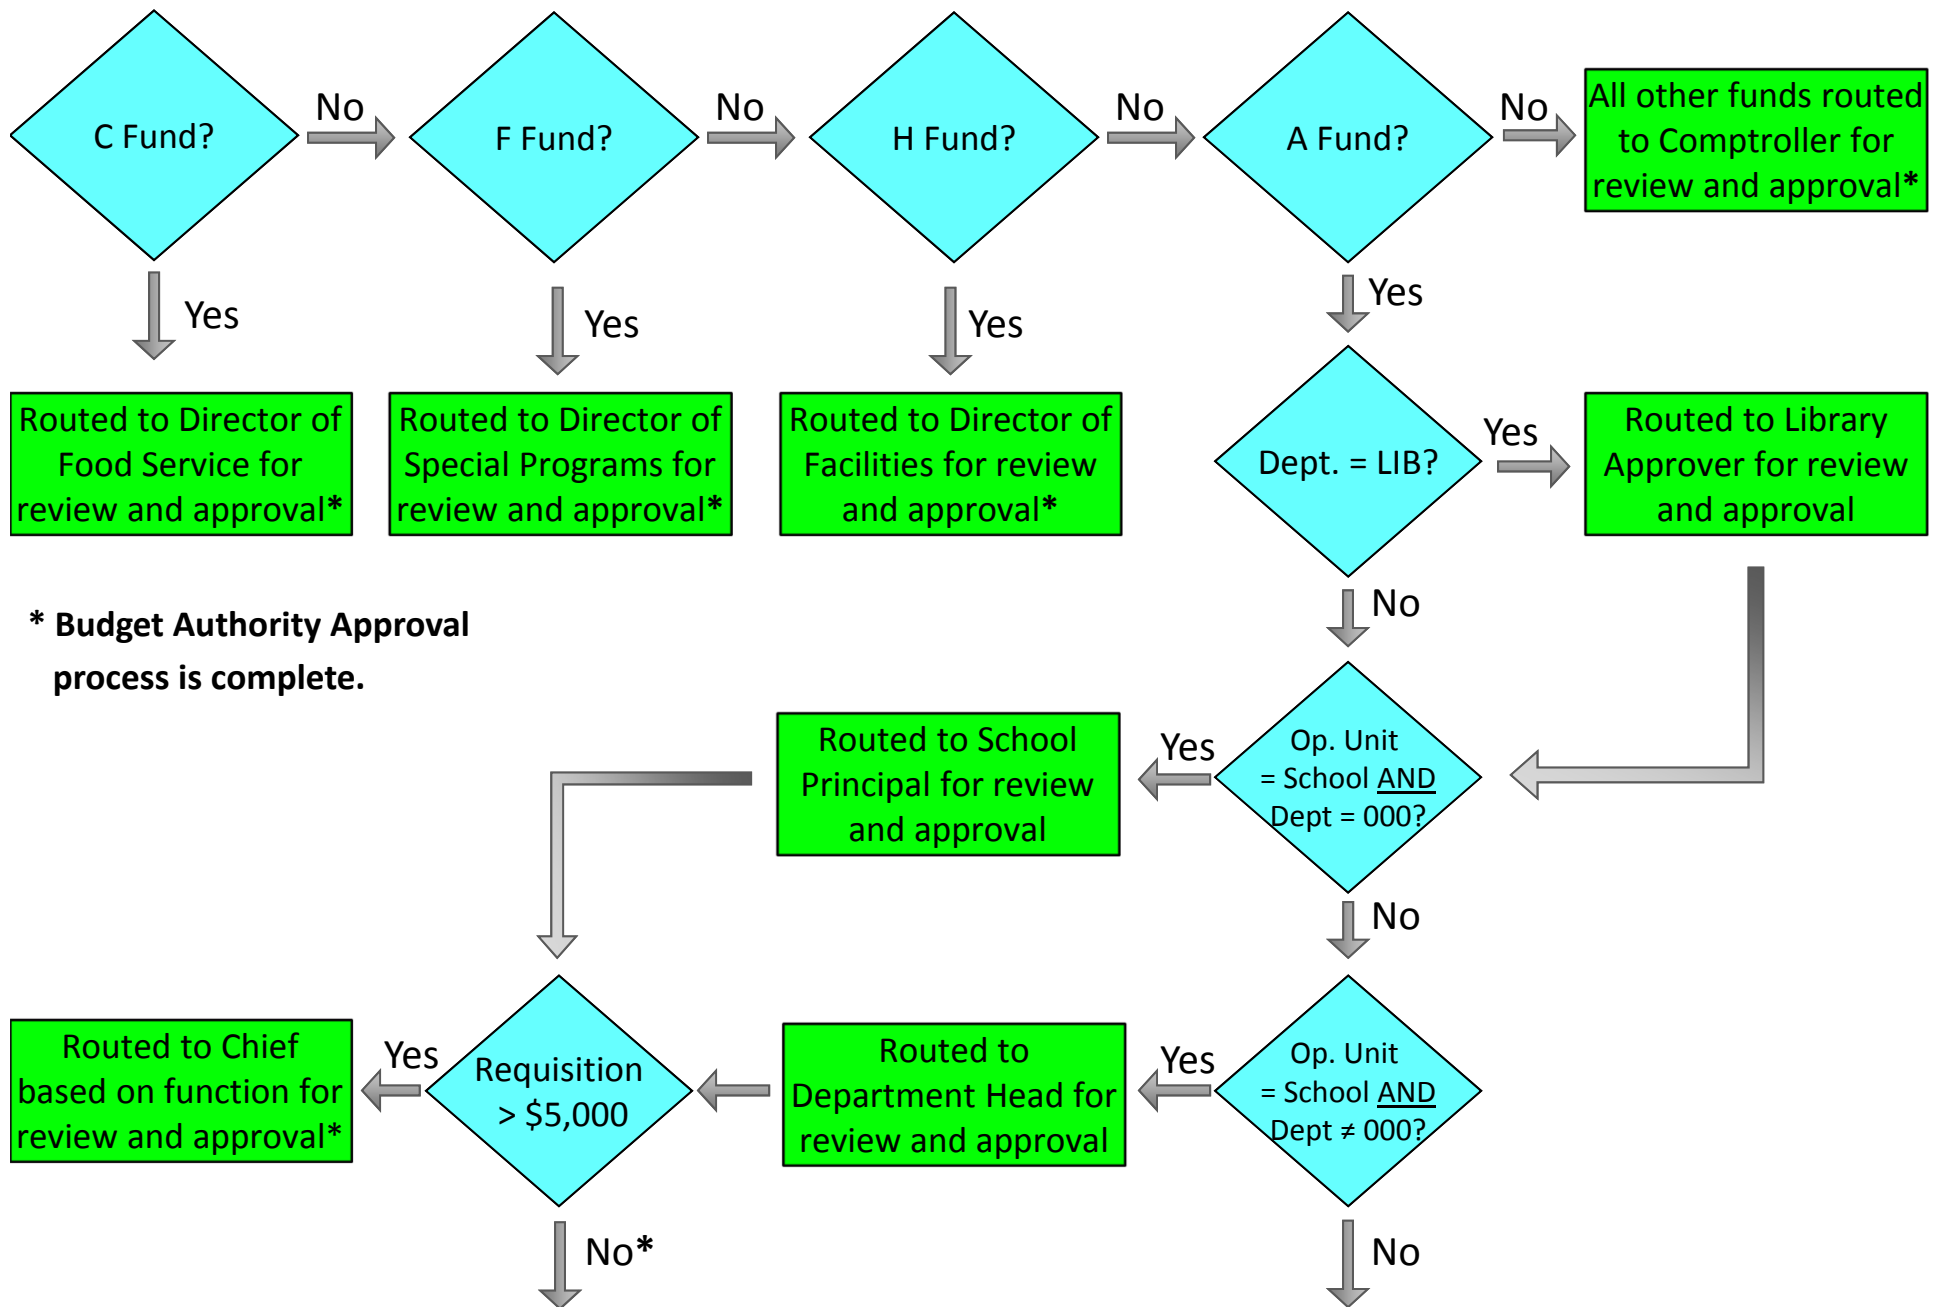 C Fund?
No
F Fund?
No
H Fund?
No
A Fund?
No
All other funds routed
to Comptroller for
review and approval*
Yes
Yes
Yes
Yes
Routed to Director of
Food Service for
review and approval*
Routed to Director of
Special Programs for
review and approval*
Routed to Director of
Facilities for review
and approval*
Dept. = LIB?
Yes
Routed to Library
Approver for review
and approval
No
* Budget Authority Approval
process is complete.
Routed to School
Principal for review
and approval
Yes
Op. Unit
= School AND
Dept = 000?
No
Routed to Chief
based on function for
review and approval*
Yes
Requisition
> $5,000
Routed to
Department Head for
review and approval
Yes
Op. Unit
= School AND
Dept ≠ 000?
No*
No